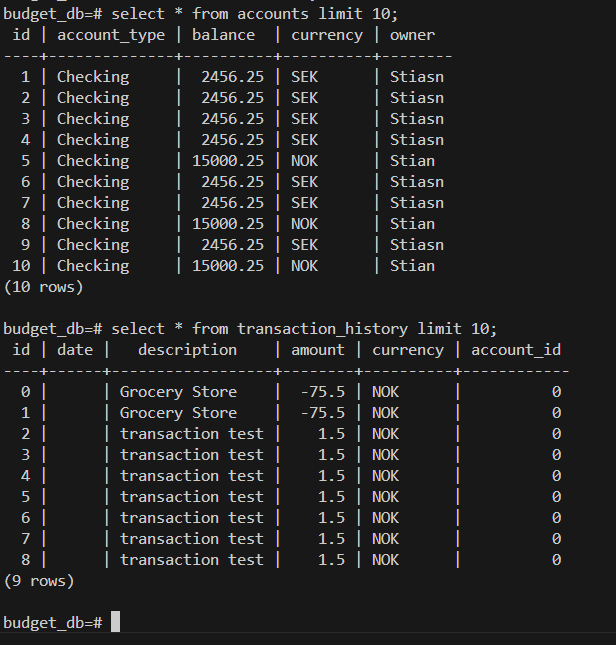 budget_db=# select * from accounts limit 10;
 id | account_type | balance  | currency | owner
----+--------------+----------+----------+--------
  1 | Checking     |  2456.25 | SEK      | Stiasn
  2 | Checking     |  2456.25 | SEK      | Stiasn
  3 | Checking     |  2456.25 | SEK      | Stiasn
  4 | Checking     |  2456.25 | SEK      | Stiasn
  5 | Checking     | 15000.25 | NOK      | Stian
  6 | Checking     |  2456.25 | SEK      | Stiasn
  7 | Checking     |  2456.25 | SEK      | Stiasn
  8 | Checking     | 15000.25 | NOK      | Stian
  9 | Checking     |  2456.25 | SEK      | Stiasn
 10 | Checking     | 15000.25 | NOK      | Stian
(10 rows)

budget_db=# select * from transaction_history limit 10;
 id | date |   description    | amount | currency | account_id
----+------+------------------+--------+----------+------------
  0 |      | Grocery Store    |  -75.5 | NOK      |          0
  1 |      | Grocery Store    |  -75.5 | NOK      |          0
  2 |      | transaction test |    1.5 | NOK      |          0
  3 |      | transaction test |    1.5 | NOK      |          0
  4 |      | transaction test |    1.5 | NOK      |          0
  5 |      | transaction test |    1.5 | NOK      |          0
  6 |      | transaction test |    1.5 | NOK      |          0
  7 |      | transaction test |    1.5 | NOK      |          0
  8 |      | transaction test |    1.5 | NOK      |          0
(9 rows)

budget_db=#